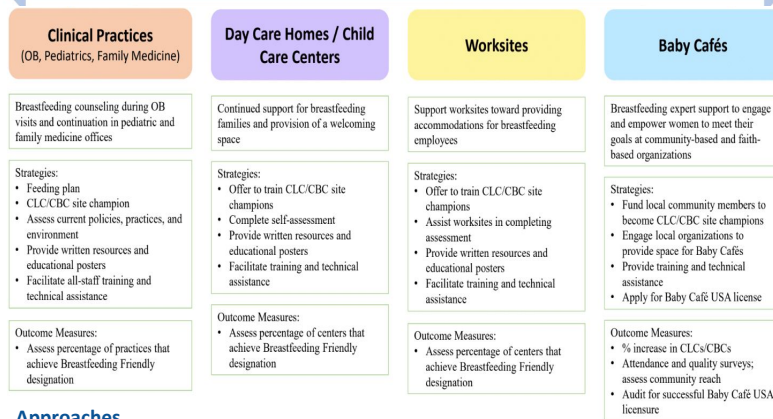 Clinical Practices
(OB, Pediatrics, Family Medicine)
Breastfeeding counseling during OB
visits and continuation in pediatric and
family medicine offices
Strategies:
• Feeding plan
• CLC/CBC site champion
• Assess current policies, practices, and
environment
• Provide written resources and
educational posters
• Facilitate all-staff training and
technical assistance
Outcome Measures:
• Assess percentage of practices that
achieve Breastfeeding Friendly
designation
Day Care Homes / Child
Care Centers
Continued support for breastfeeding
families and provision of a welcoming
space
Strategies:
• Offer to train CLC/CBC site
champions
• Complete self-assessment
• Provide written resources and
educational posters
• Facilitate training and technical
assistance
Outcome Measures:
• Assess percentage of centers that
achieve Breastfeeding Friendly
designation
Worksites
Support worksites toward providing
accommodations for breastfeeding
employees
Strategies:
• Offer to train CLC/CBC site
champions
• Assist worksites in completing
assessment
• Provide written resources and
educational posters
• Facilitate training and technical
assistance
Outcome Measures:
• Assess percentage of centers that
achieve Breastfeeding Friendly
designation
Baby Cafés
Breastfeeding expert support to engage
and empower women to meet their
goals at community-based and faith-
based organizations
Strategies:
• Fund local community members to
become CLC/CBC site champions
• Engage local organizations to
provide space for Baby Cafés
• Provide training and technical
assistance
• Apply for Baby Café USA license
Outcome Measures:
• % increase in CLCs/CBCs
• Attendance and quality surveys;
assess community reach
• Audit for successful Baby Café USA
licensure
Approaches